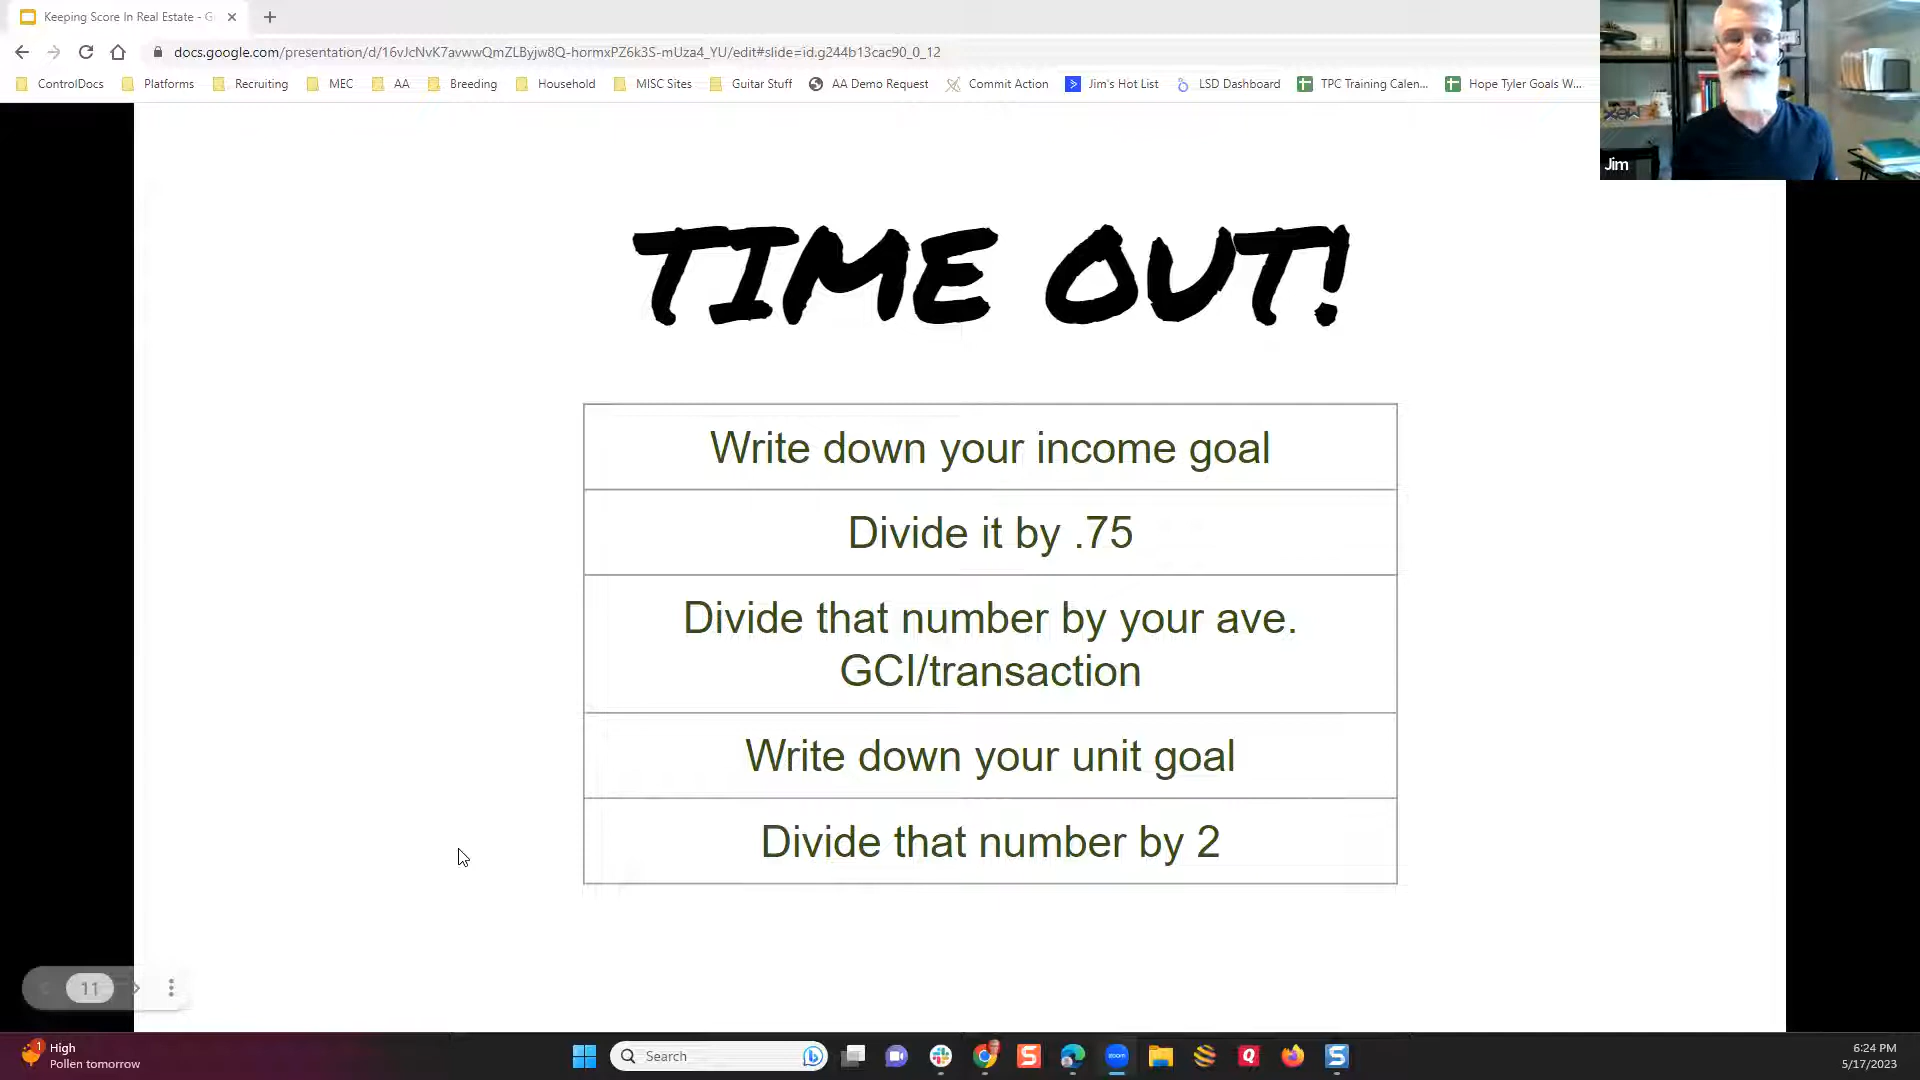 Keeping Score In Real Estate - G
docs.google.com/presentation/d/16vJcNvK7avwwQmZLByjw8Q-hormxPZ6k3S-mUza4_YU/edit#slide=id.g244b13cac90_0_12
ControlDocs Platforms Recruiting MEC AA Breeding Household MISC Sites Guitar Stuff AA Demo Request Commit Action Jim's Hot List LSD Dashboard TPC Training Calen... Hope Tyler Goals W...
Jim
TIME OUT!
Write down your income goal
Divide it by .75
Divide that number by your ave.
GCI/transaction
Write down your unit goal
Divide that number by 2
11
1
High
Pollen tomorrow
Search
zoom
6:24 PM
5/17/2023